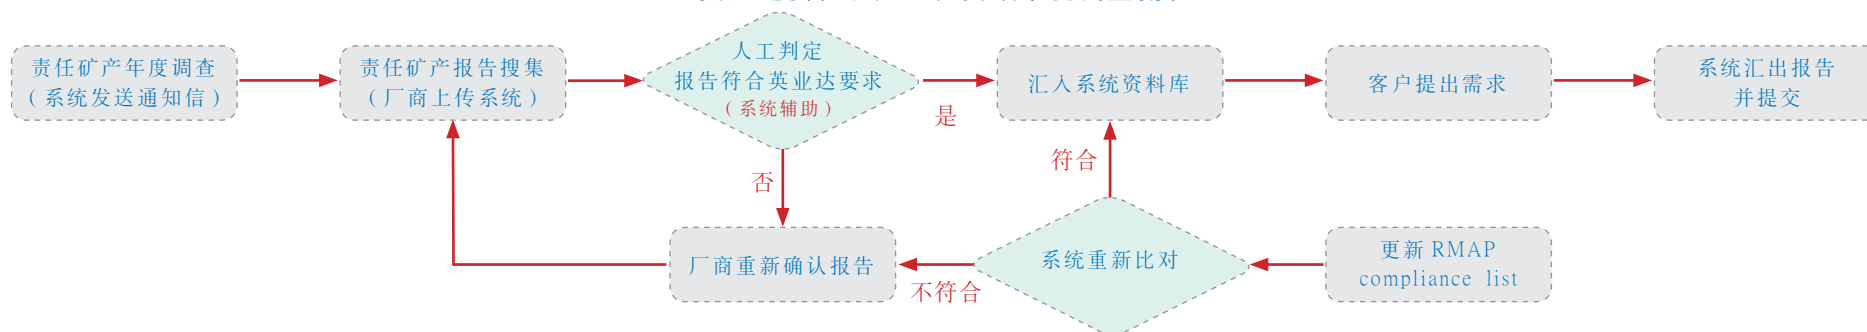 责任矿产年度调查
（系统发送通知信）
责任矿产报告搜集
（厂商上传系统）
人工判定
报告符合英业达要求
（系统辅助）
是
汇入系统资料库
客户提出需求
系统汇出报告
并提交
否
符合
厂商重新确认报告
不符合
系统重新比对
更新 RMAP
compliance list